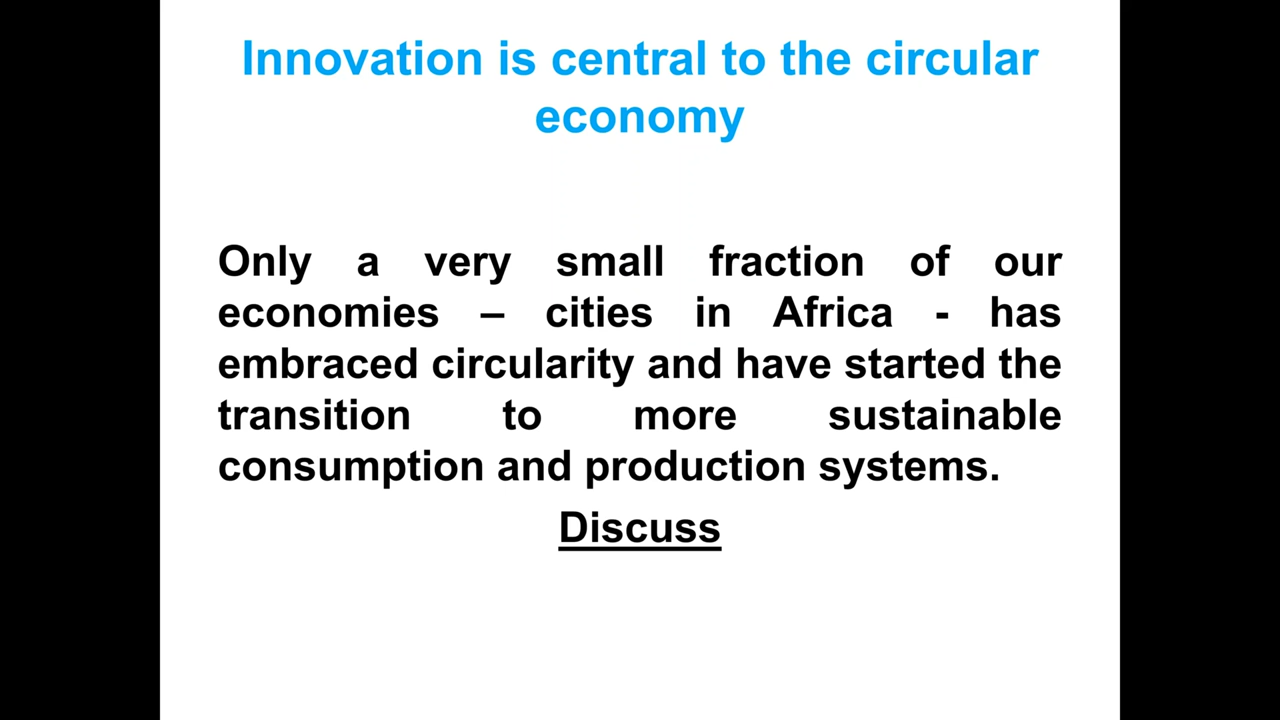 Innovation is central to the circular
economy
Only a very small fraction of our
economies – cities in Africa - has
embraced circularity and have started the
transition to more sustainable
consumption and production systems.
Discuss